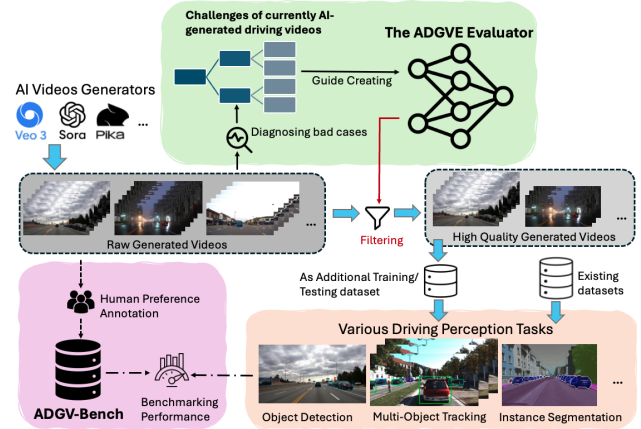 Challenges of currently AI-
generated driving videos
The ADGVE Evaluator
Guide Creating
AI Videos Generators
Veo 3
Sora
Pika
...
Diagnosing bad cases
...
Raw Generated Videos
Filtering
...
High Quality Generated Videos
Human Preference
Annotation
As Additional Training/
Testing dataset
Existing
datasets
Various Driving Perception Tasks
ADGV-Bench
Benchmarking
Performance
Object Detection
Multi-Object Tracking
Instance Segmentation
...